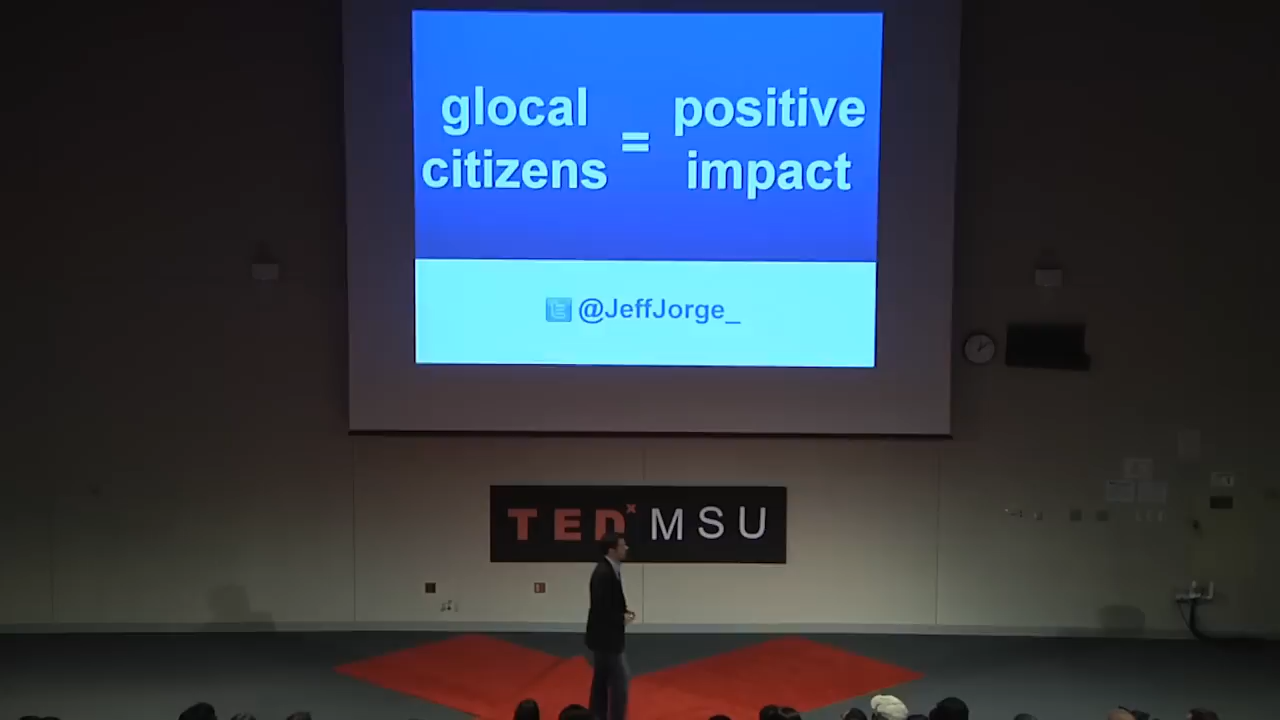 glocal
citizens
=
positive
impact
@JeffJorge_
TEDx MSU